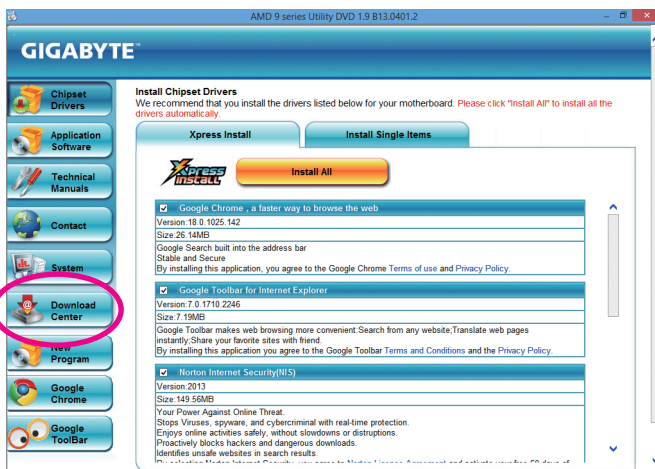 AMD 9 series Utility DVD 1.9 B13.0401.2
GIGABYTE™
Chipset
Drivers
Application
Software
Technical
Manuals
Contact
System
Download
Center
New
Program
Google
Chrome
Google
ToolBar
Install Chipset Drivers
We recommend that you install the drivers listed below for your motherboard. Please click "Install All" to install all the
drivers automatically.
Xpress Install
Install Single Items
Xpress
Install
Install All
Google Chrome , a faster way to browse the web
Version:18.0.1025.142
Size:26.14MB
Google Search built into the address bar
Stable and Secure
By installing this application, you agree to the Google Chrome Terms of use and Privacy Policy.
Google Toolbar for Internet Explorer
Version:7.0.1710.2246
Size:7.19MB
Google Toolbar makes web browsing more convenient:Search from any website;Translate web pages
instantly;Share your favorite sites with friend.
By installing this application you agree to the Google Toolbar Terms and Conditions and the Privacy Policy.
Norton Internet Security(NIS)
Version:2013
Size:149.56MB
Your Power Against Online Threat.
Stops Viruses, spyware, and cybercriminal with real-time protection.
Enjoys online activities safely, without slowdowns or distruptions.
Proactively blocks hackers and dangerous downloads.
Identifies unsafe websites in search results.